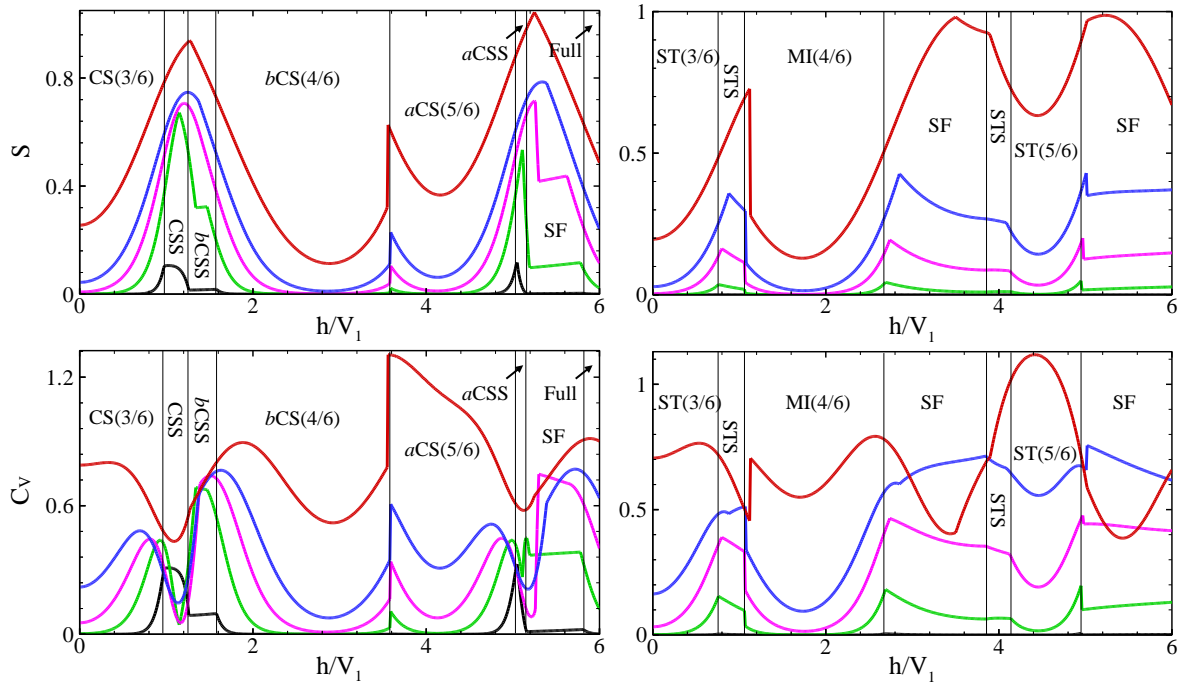 S
0.8
0.4
0
CS(3/6)
bCS(4/6)
aCSS
Full
aCS(5/6)
CSS
bCSS
SF
2
4
6
h/V1
1
0.5
0
ST(3/6)
STS
MI(4/6)
SF
STS
ST(5/6)
SF
0
2
4
6
h/V1
CV
1.2
0.6
0
CS(3/6)
CSS
bCSS
bCS(4/6)
aCS(5/6)
aCSS
Full
SF
0
2
4
6
h/V1
1
0.5
0
ST(3/6)
STS
MI(4/6)
SF
STS
ST(5/6)
SF
0
2
4
6
h/V1